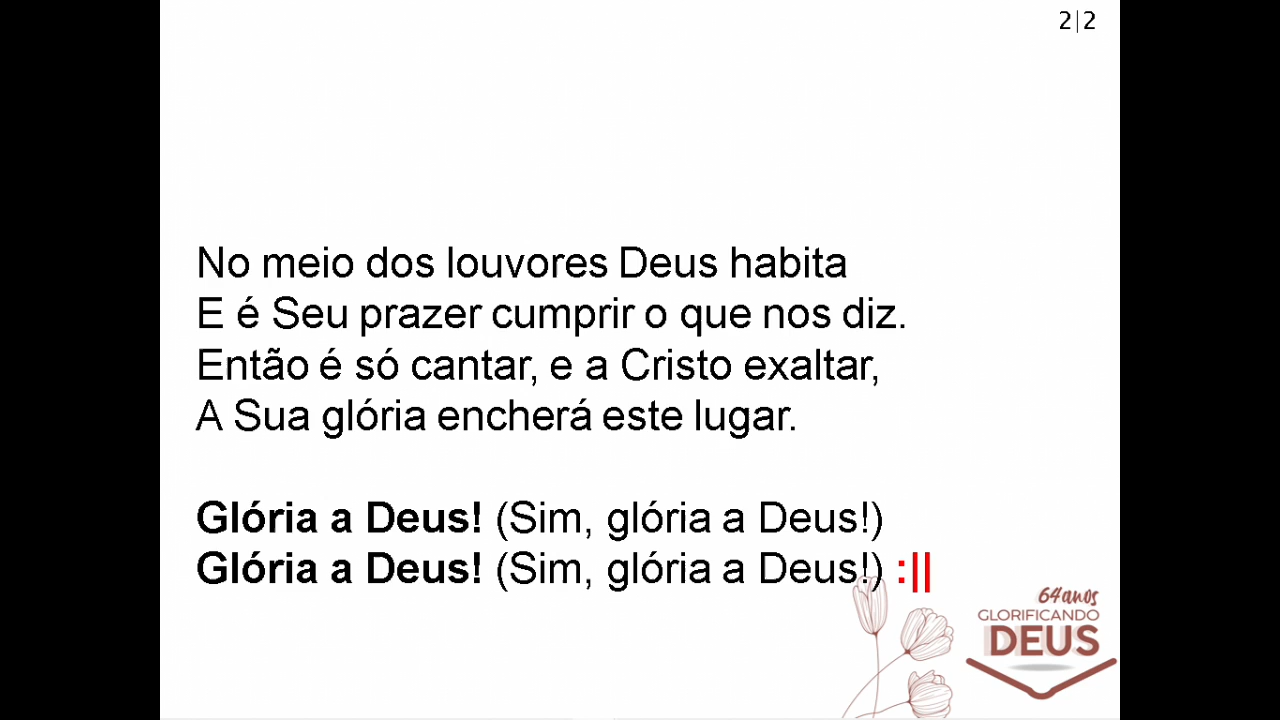 2|2
No meio dos louvores Deus habita
E é Seu prazer cumprir o que nos diz.
Então é só cantar, e a Cristo exaltar,
A Sua glória encherá este lugar.
Glória a Deus! (Sim, glória a Deus!)
Glória a Deus! (Sim, glória a Deus!) :||
64anos
GLORIFICANDO
DEUS